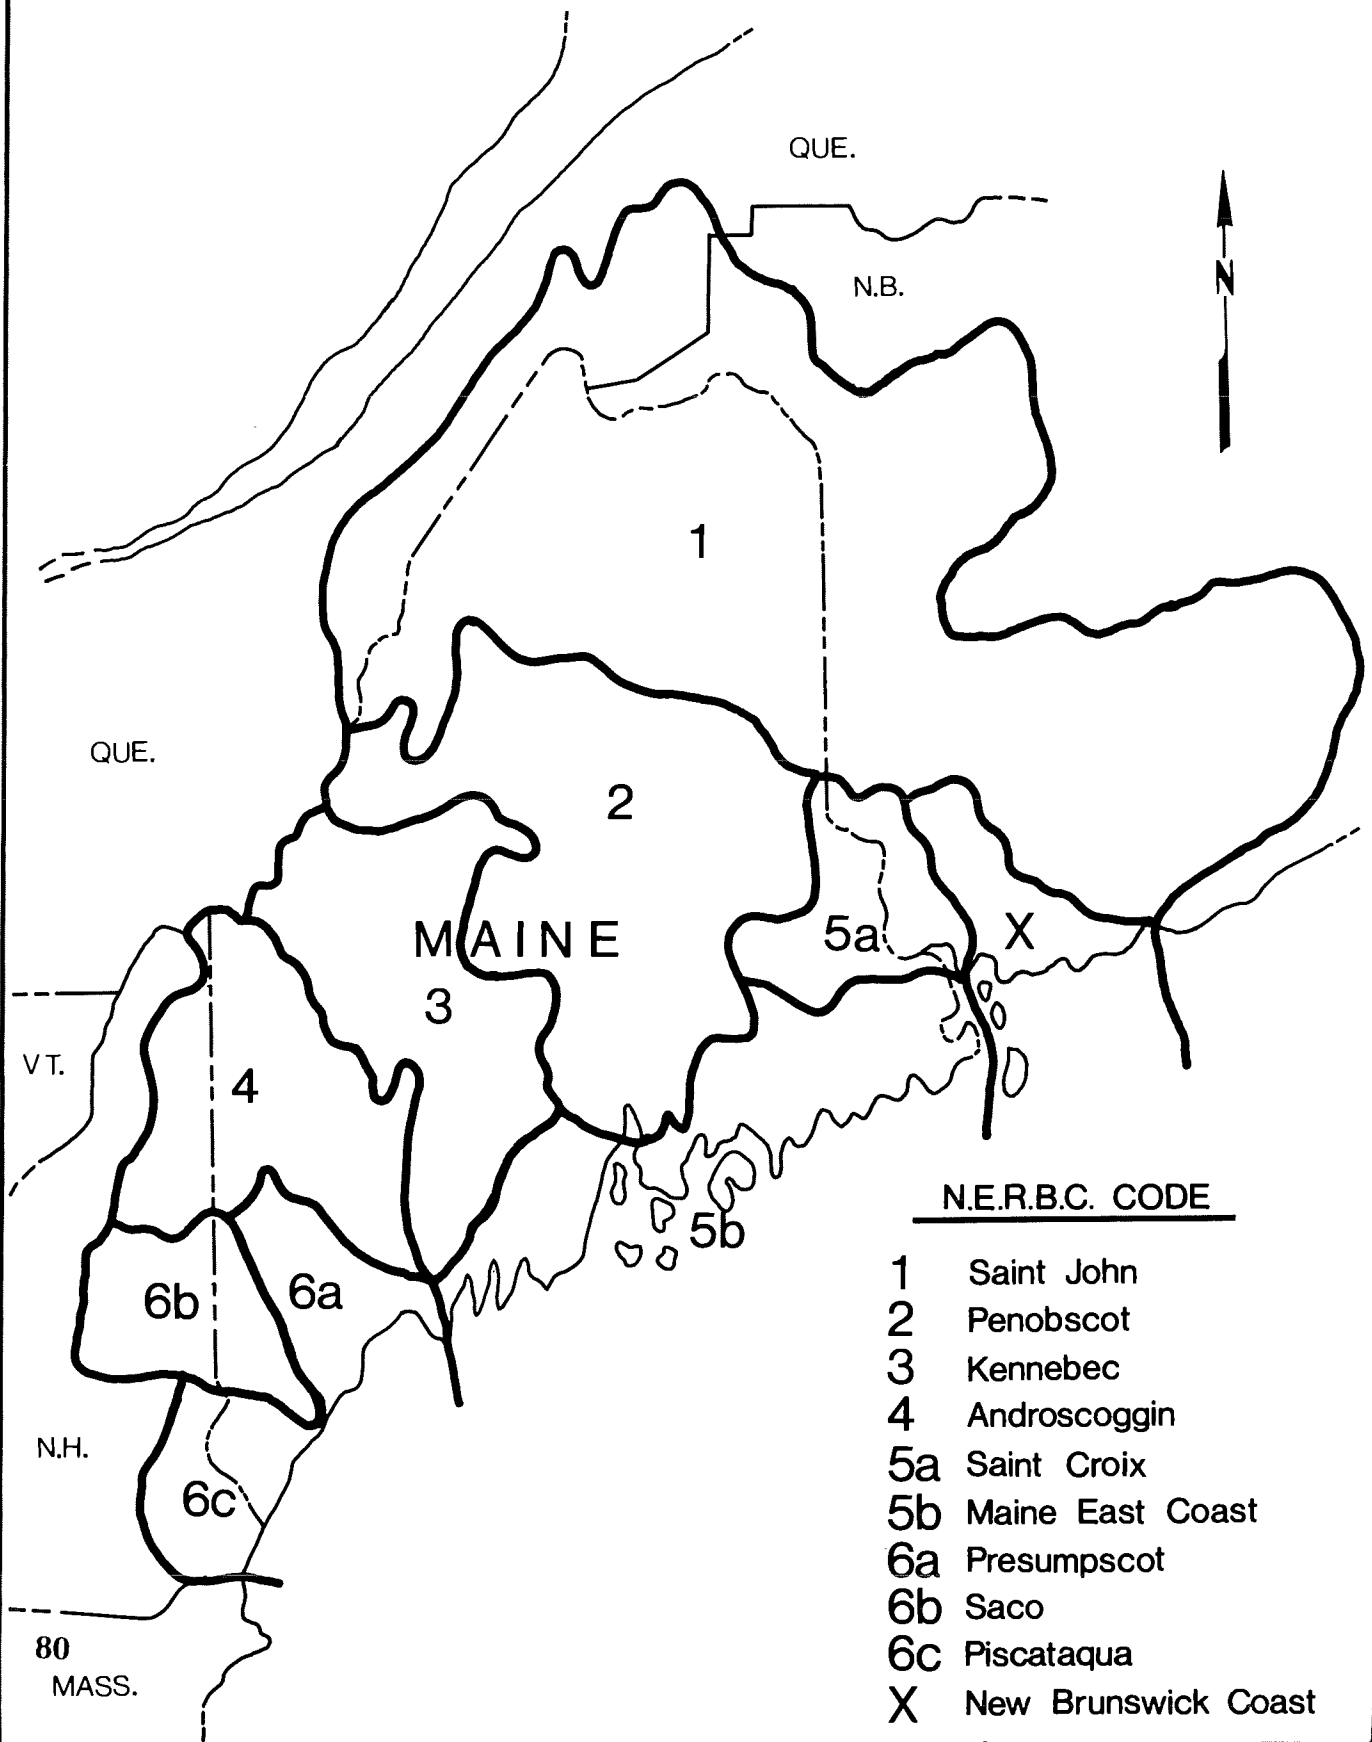 QUE.
N.B.
N
1
QUE.
2
MAINE
5a
X
3
VT.
4
N.E.R.B.C. CODE
5b
1 Saint John
6b
6a
2 Penobscot
3 Kennebec
4 Androscoggin
N.H.
5a Saint Croix
6c
5b Maine East Coast
6a Presumpscot
6b Saco
80
6c Piscataqua
MASS.
X New Brunswick Coast